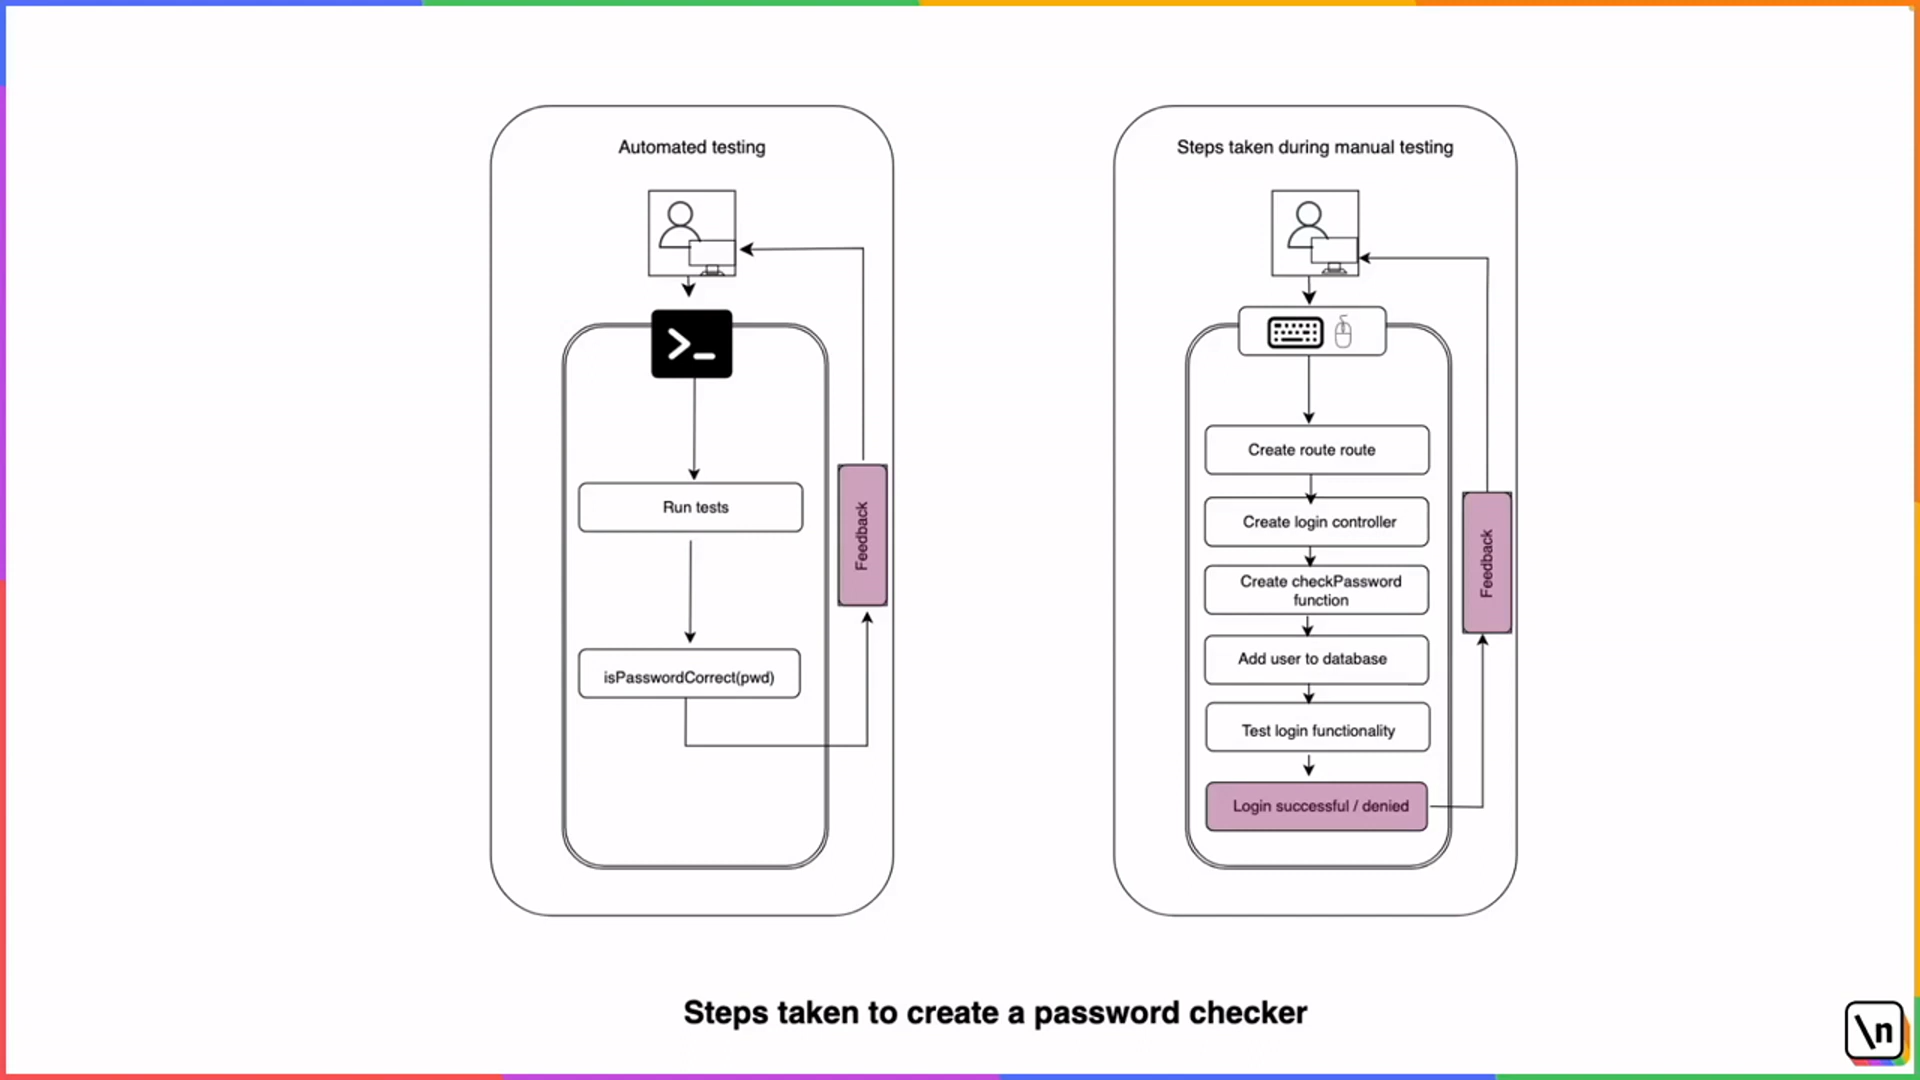 Automated testing
>_
Run tests
isPasswordCorrect(pwd)
Feedback
Steps taken during manual testing
Create route route
Create login controller
Create checkPassword
function
Add user to database
Test login functionality
Login successful / denied
Feedback
Steps taken to create a password checker
\n